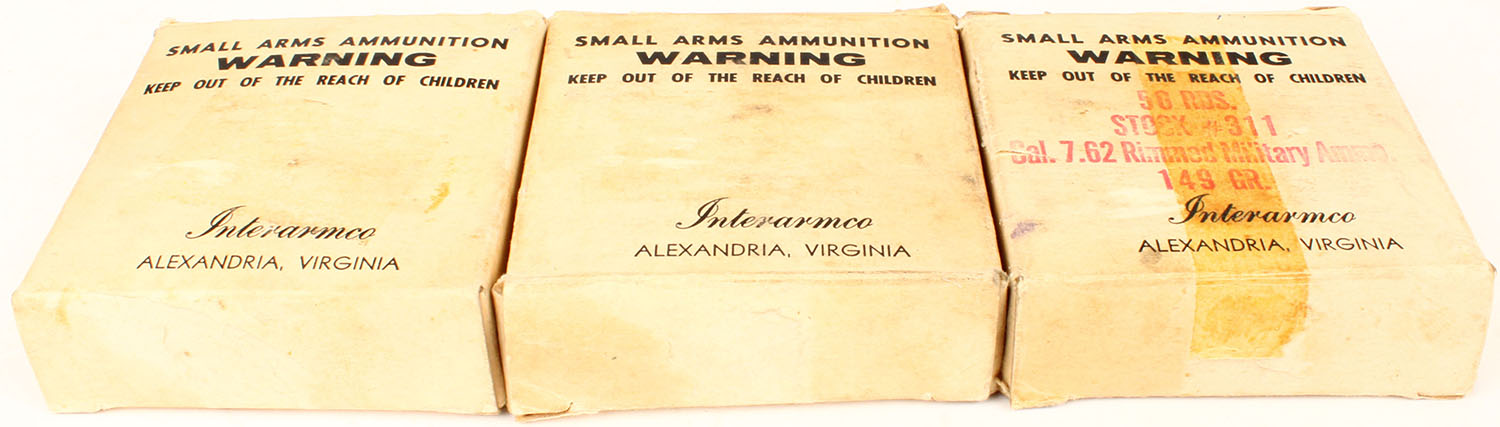 SMALL ARMS AMMUNITION
WARNING
KEEP OUT OF THE REACH OF CHILDREN
Interarmco
ALEXANDRIA, VIRGINIA
SMALL ARMS AMMUNITION
WARNING
KEEP OUT OF THE REACH OF CHILDREN
Interarmco
ALEXANDRIA, VIRGINIA
SMALL ARMS AMMUNITION
WARNING
KEEP OUT OF THE REACH OF CHILDREN
RDS.
STOCK #311
Cal. 7.62 Rimmed Military Ammo.
149 GR.
Interarmco
ALEXANDRIA, VIRGINIA